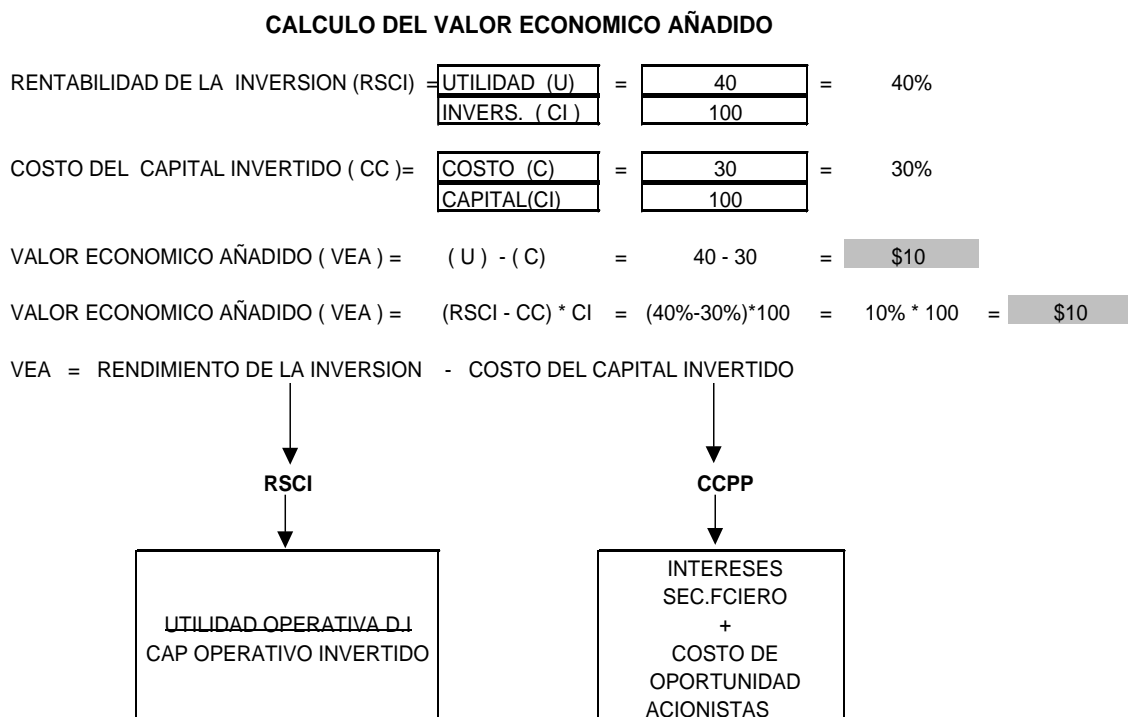 CALCULO DEL VALOR ECONOMICO AÑADIDO
RENTABILIDAD DE LA INVERSION (RSCI) = UTILIDAD (U) = 40 = 40%
INVERS. ( CI ) 100
COSTO DEL CAPITAL INVERTIDO ( CC )= COSTO (C) = 30 = 30%
CAPITAL(CI) 100
VALOR ECONOMICO AÑADIDO ( VEA ) = ( U ) - ( C) = 40 - 30 = $10
VALOR ECONOMICO AÑADIDO ( VEA ) = (RSCI - CC) * CI = (40%-30%)*100 = 10% * 100 = $10
VEA = RENDIMIENTO DE LA INVERSION - COSTO DEL CAPITAL INVERTIDO
RSCI
UTILIDAD OPERATIVA D.I
CAP OPERATIVO INVERTIDO
CCPP
INTERESES
SEC.FCIERO
+
COSTO DE
OPORTUNIDAD
ACIONISTAS